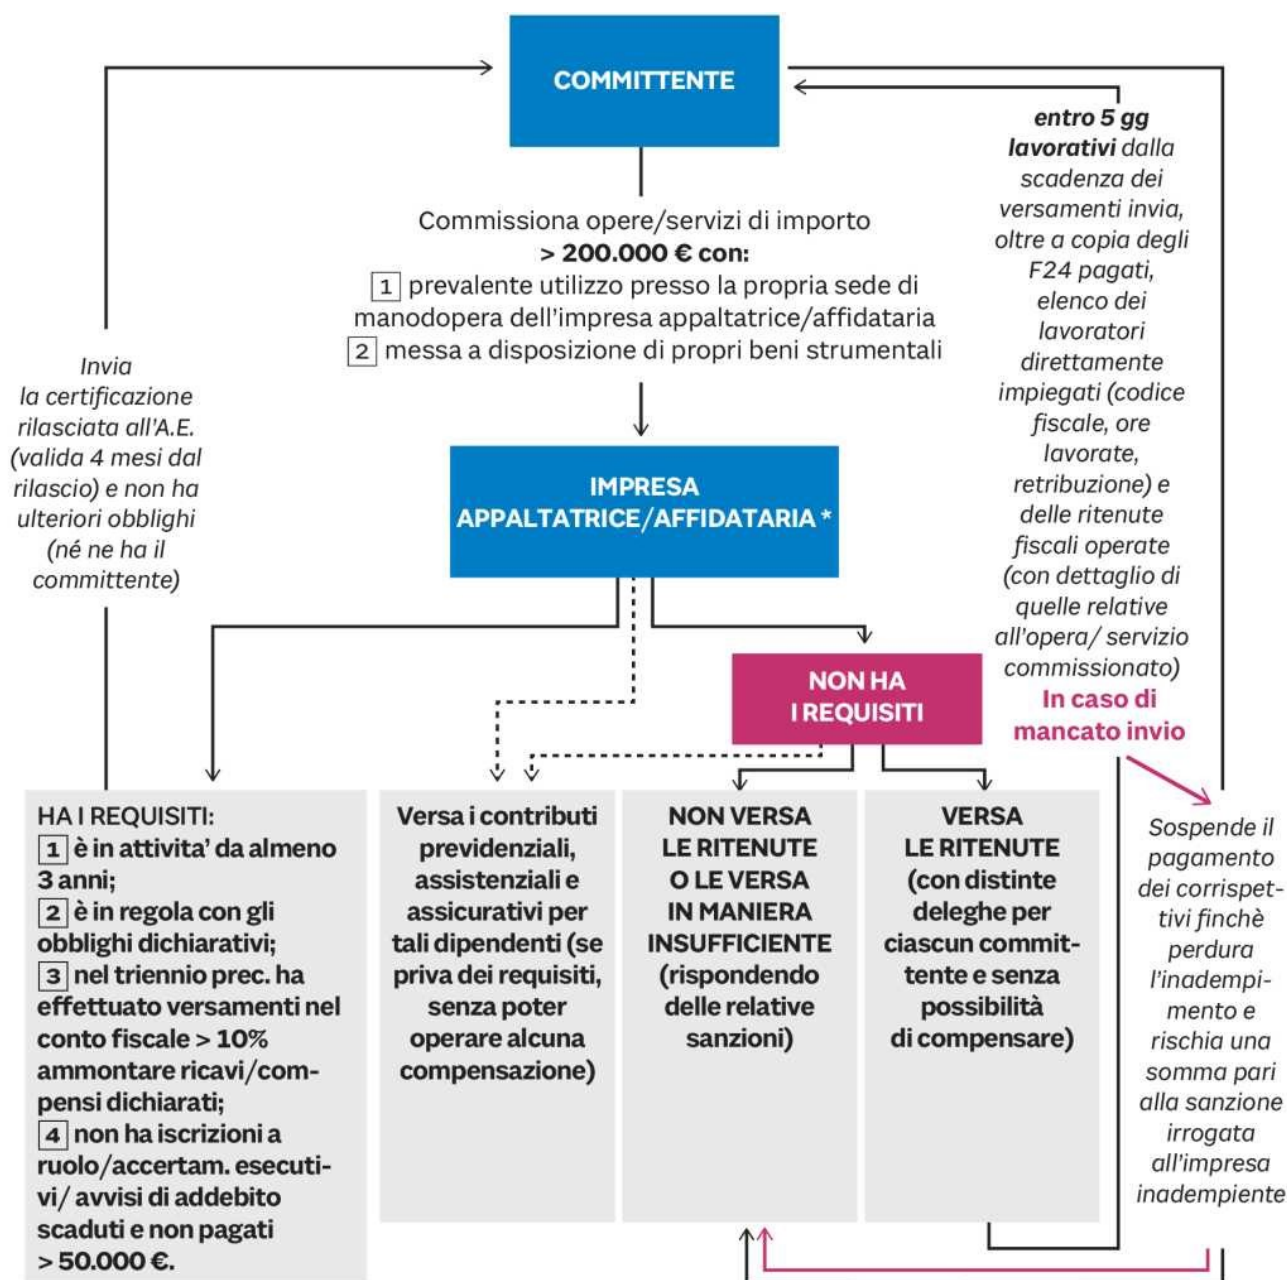 COMMITTENTE
Commissiona opere/servizi di importo
> 200.000 € con:
1 prevalente utilizzo presso la propria sede di
manodopera dell'impresa appaltatrice/affidataria
2 messa a disposizione di propri beni strumentali
entro 5 gg
lavorativi dalla
scadenza dei
versamenti invia,
oltre a copia degli
F24 pagati,
elenco dei
lavoratori
direttamente
impiegati (codice
fiscale, ore
lavorate,
retribuzione) e
delle ritenute
fiscali operate
(con dettaglio di
quelle relative
all'opera/ servizio
commissionato)
In caso di
mancato invio
Invia
la certificazione
rilasciata all'A.E.
(valida 4 mesi dal
rilascio) e non ha
ulteriori obblighi
(né ne ha il
committente)
IMPRESA
APPALTATRICE/AFFIDATARIA *
NON HA
I REQUISITI
HA I REQUISITI:
1 è in attivita' da almeno
3 anni;
2 è in regola con gli
obblighi dichiarativi;
3 nel triennio prec. ha
effettuato versamenti nel
conto fiscale > 10%
ammontare ricavi/com-
pensi dichiarati;
4 non ha iscrizioni a
ruolo/accertam. esecuti-
vi/ avvisi di addebito
scaduti e non pagati
> 50.000 €.
Versa i contributi
previdenziali,
assistenziali e
assicurativi per
tali dipendenti (se
priva dei requisiti,
senza poter
operare alcuna
compensazione)
NON VERSA
LE RITENUTE
O LE VERSA
IN MANIERA
INSUFFICIENTE
(rispondendo
delle relative
sanzioni)
VERSA
LE RITENUTE
(con distinte
deleghe per
ciascun commit-
tente e senza
possibilità
di compensare)
Sospende il
pagamento
dei corrispet-
tivi finchè
perdura
l'inadempi-
mento e
rischia una
somma pari
alla sanzione
irrogata
all'impresa
inadempiente